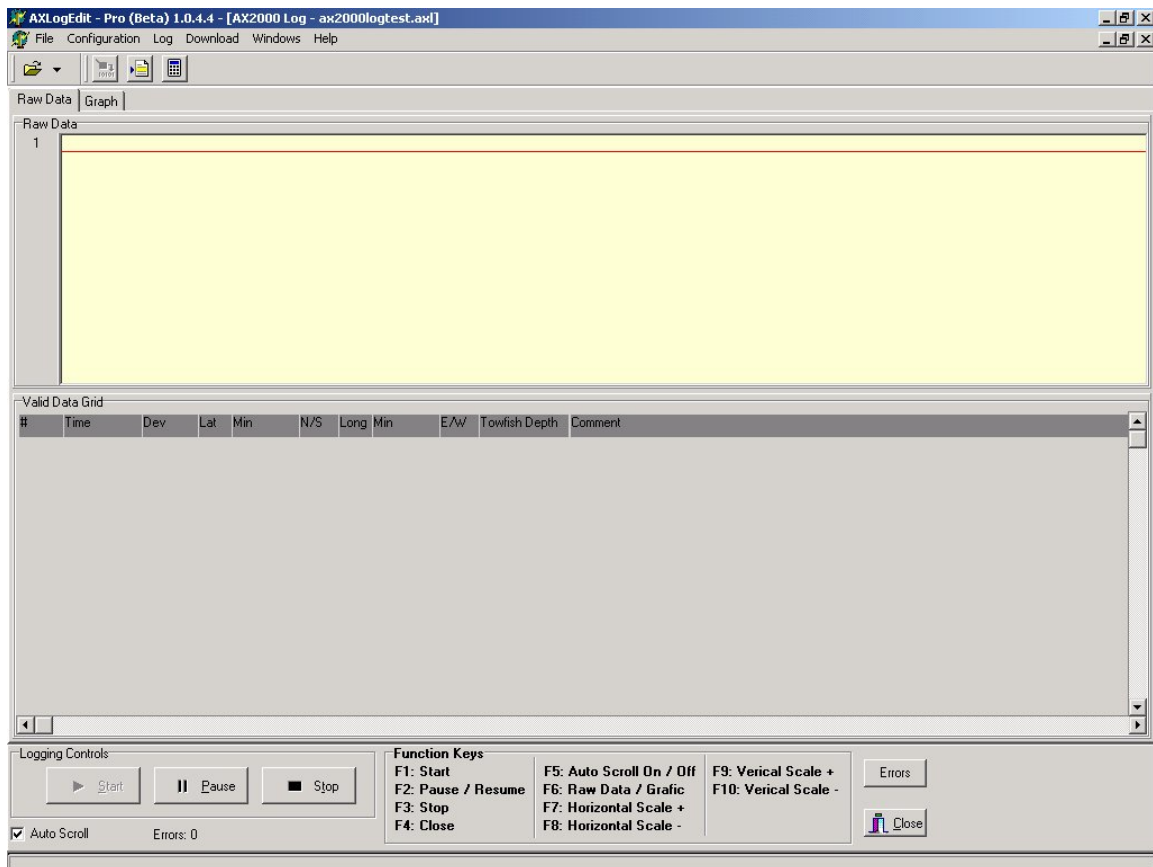 AXLogEdit - Pro (Beta) 1.0.4.4 - [AX2000 Log - ax2000logtest.axl]
File Configuration Log Download Windows Help
Raw Data Graph
Raw Data
1
Valid Data Grid
# Time Dev Lat Min N/S Long Min E/W Towfish Depth Comment
Logging Controls
Start Pause Stop
Auto Scroll Errors: 0
Function Keys
F1: Start
F2: Pause / Resume
F3: Stop
F4: Close
F5: Auto Scroll On / Off
F6: Raw Data / Grafic
F7: Horizontal Scale +
F8: Horizontal Scale -
F9: Verical Scale +
F10: Verical Scale -
Errors
Close